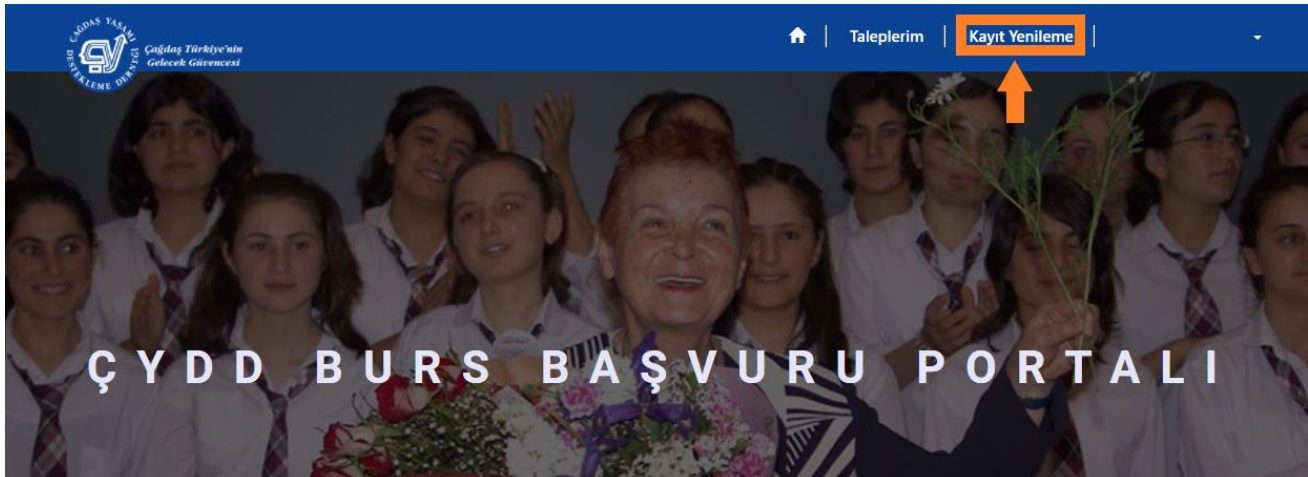 ÇAĞDAŞ YAŞAMI
DESTEKLEME DERNEĞİ
Çağdaş Türkiye'nin
Gelecek Güvencesi
Taleplerim
Kayıt Yenileme
ÇYDD BURS BAŞVURU PORTALI